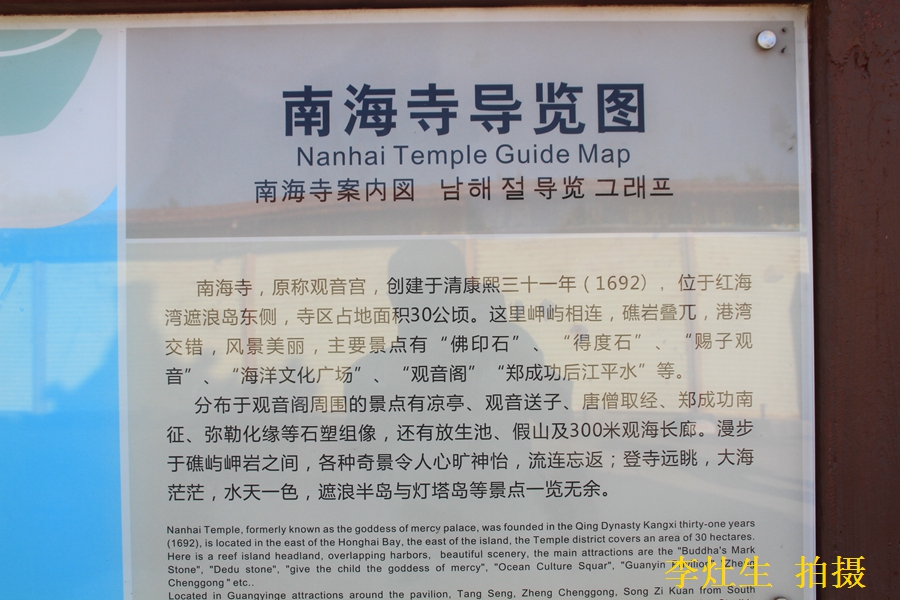 南海寺导览图
Nanhai Temple Guide Map
南海寺案内図 남해 절 导览 그래프
南海寺，原称观音宫，创建于清康熙三十一年（1692），位于红海
湾遮浪岛东侧，寺区占地面积30公顷。这里岬屿相连，礁岩叠兀，港湾
交错，风景美丽，主要景点有“佛印石”、“得度石”、“赐子观
音”、“海洋文化广场”、“观音阁”“郑成功后江平水”等。
分布于观音阁周围的景点有凉亭、观音送子、唐僧取经、郑成功南
征、弥勒化缘等石塑组像，还有放生池、假山及300米观海长廊。漫步
于礁屿岬岩之间，各种奇景令人心旷神怡，流连忘返；登寺远眺，大海
茫茫，水天一色，遮浪半岛与灯塔岛等景点一览无余。
Nanhai Temple, formerly known as the goddess of mercy palace, was founded in the Qing Dynasty Kangxi thirty-one years
(1692), is located in the east of the Honghai Bay, the east of the island, the Temple district covers an area of 30 hectares.
Here is a reef island headland, overlapping harbors, beautiful scenery, the main attractions are the "Buddha's Mark
Stone", "Dedu stone", "give the child the goddess of mercy", "Ocean Culture Squar", "Guanyin Pavilion", "Zheng
Chenggong" etc..
Located in Guangyinge attractions around the pavilion, Tang Seng, Zheng Chenggong, Song Zi Kuan from South
李灶生 拍摄